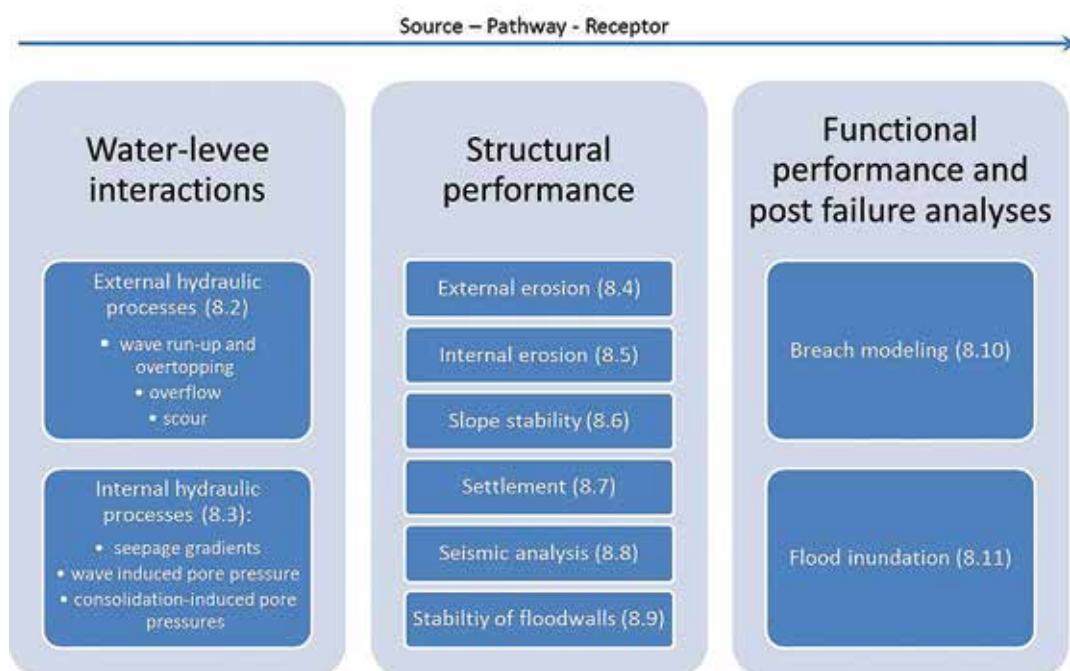 Source – Pathway - Receptor
Water-levee
interactions
External hydraulic
processes (8.2)
• wave run-up and
overtopping
• overflow
• scour
Internal hydraulic
processes (8.3):
• seepage gradients
• wave induced pore pressure
• consolidation-induced pore
pressures
Structural
performance
External erosion (8.4)
Internal erosion (8.5)
Slope stability (8.6)
Settlement (8.7)
Seismic analysis (8.8)
Stabiltiy of floodwalls (8.9)
Functional
performance and
post failure analyses
Breach modeling (8.10)
Flood inundation (8.11)